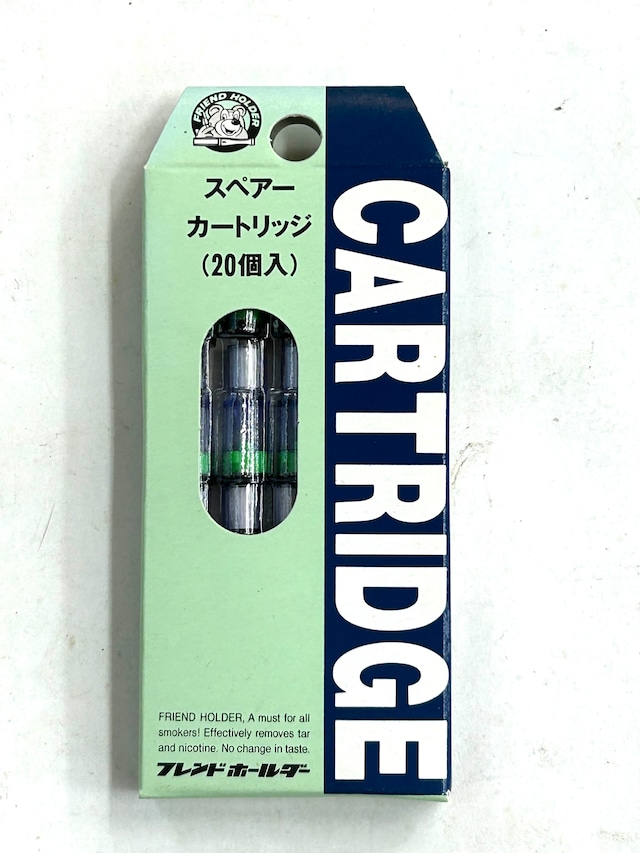 FRIEND HOLDER
スペアー
カートリッジ
(20個入)
CARTRIDGE
FRIEND HOLDER, A must for all
smokers! Effectively removes tar
and nicotine. No change in taste.
フレンドホールダー